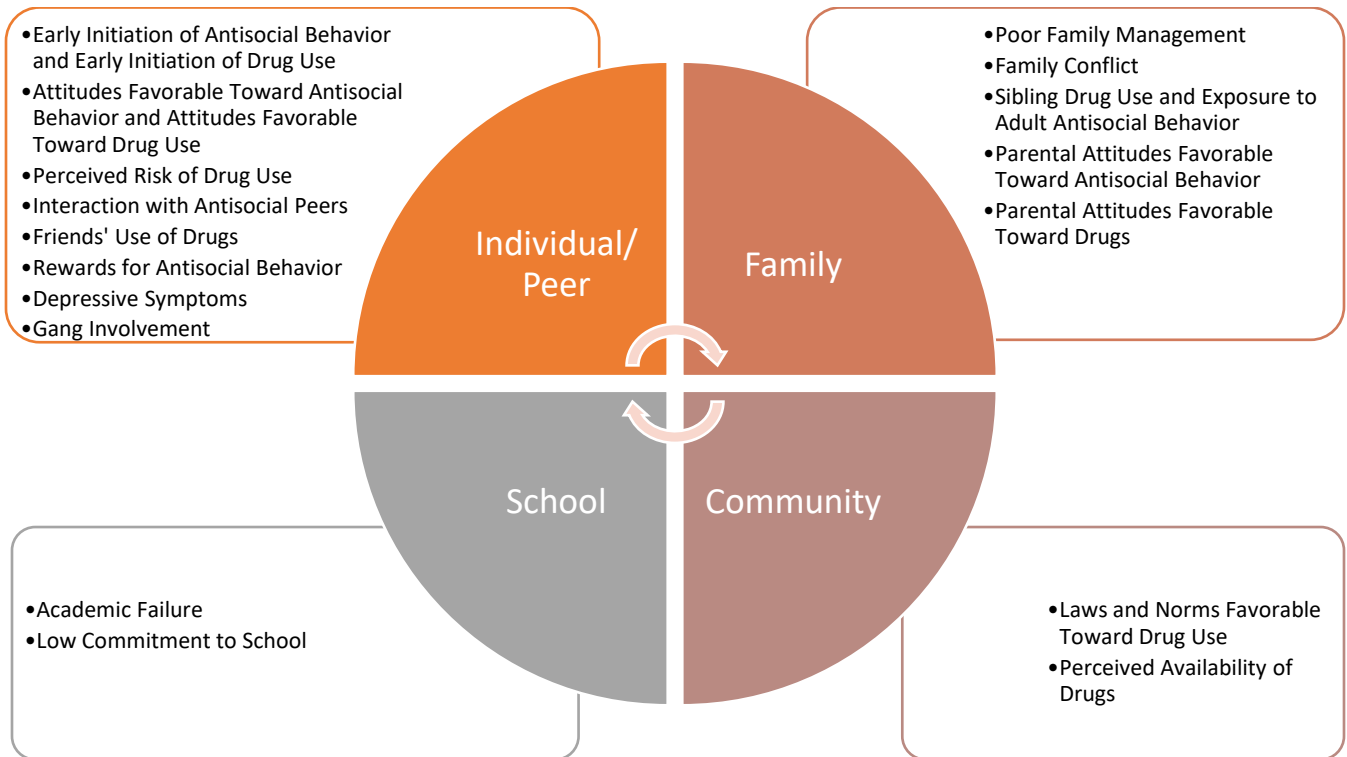 •Early Initiation of Antisocial Behavior
and Early Initiation of Drug Use
•Attitudes Favorable Toward Antisocial
Behavior and Attitudes Favorable
Toward Drug Use
•Perceived Risk of Drug Use
•Interaction with Antisocial Peers
•Friends' Use of Drugs
•Rewards for Antisocial Behavior
•Depressive Symptoms
•Gang Involvement
•Poor Family Management
•Family Conflict
•Sibling Drug Use and Exposure to
Adult Antisocial Behavior
•Parental Attitudes Favorable
Toward Antisocial Behavior
•Parental Attitudes Favorable
Toward Drugs
Individual/
Peer
Family
School
Community
•Academic Failure
•Low Commitment to School
•Laws and Norms Favorable
Toward Drug Use
•Perceived Availability of
Drugs